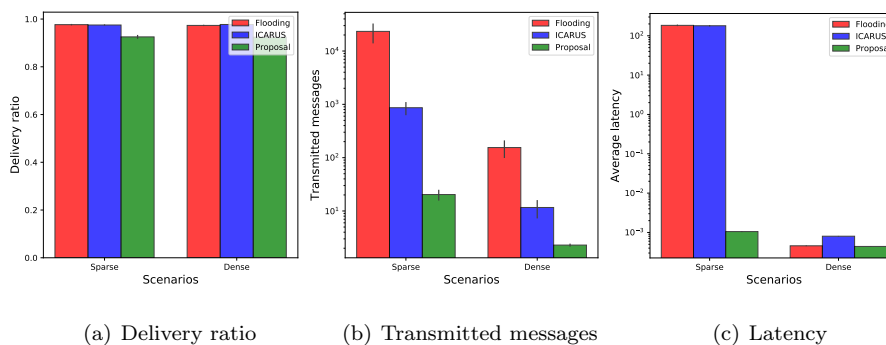 1.0
0.8
0.6
0.4
0.2
0.0
Delivery ratio
Sparse
Dense
Scenarios
Flooding
ICARUS
Proposal
10⁴
10³
10²
10¹
Transmitted messages
Sparse
Dense
Scenarios
Flooding
ICARUS
Proposal
10²
10¹
10⁰
10⁻¹
10⁻²
10⁻³
Average latency
Sparse
Dense
Scenarios
Flooding
ICARUS
Proposal
(a) Delivery ratio
(b) Transmitted messages
(c) Latency